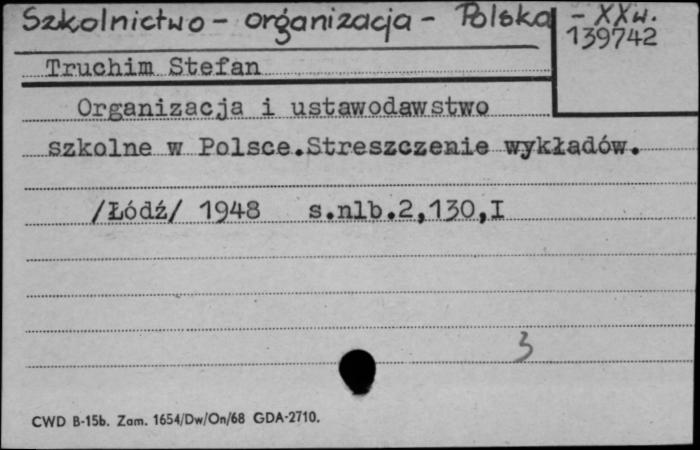 Szkolnictwo - organizacja - Polska - XXw.
139742
Truchim Stefan
Organizacja i ustawodawstwo
szkolne w Polsce.Streszczenie wykładów.
/Łódź/ 1948 s.nlb.2,130,I
3
CWD B-15b. Zam. 1654/Dw/On/68 GDA-2710.